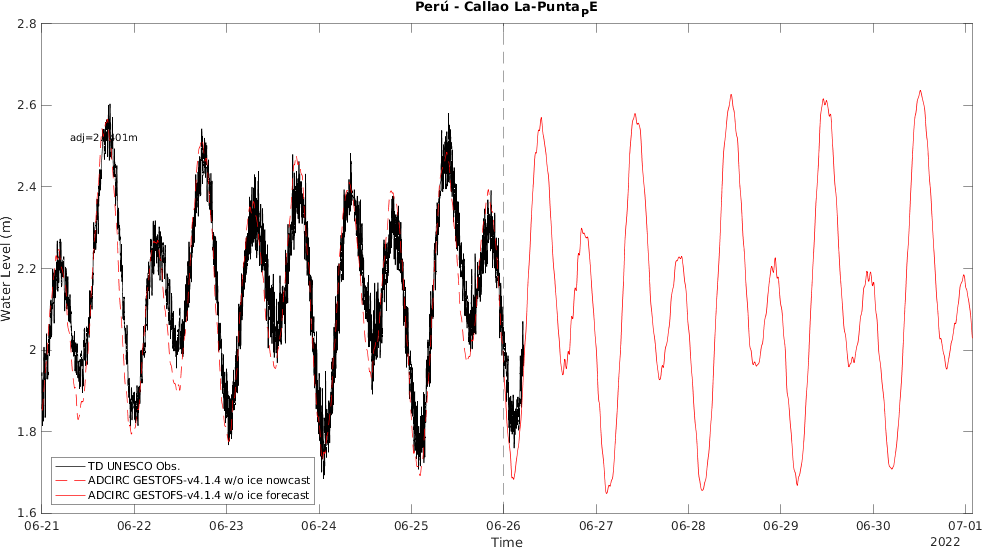 Perú - Callao La-Punta_PE
2.8
2.6
2.4
2.2
2
1.8
1.6
Water Level (m)
TD UNESCO Obs.
ADCIRC GESTOFS-v4.1.4 w/o ice nowcast
ADCIRC GESTOFS-v4.1.4 w/o ice forecast
06-21 06-22 06-23 06-24 06-25 06-26 06-27 06-28 06-29 06-30 07-01
Time
2022